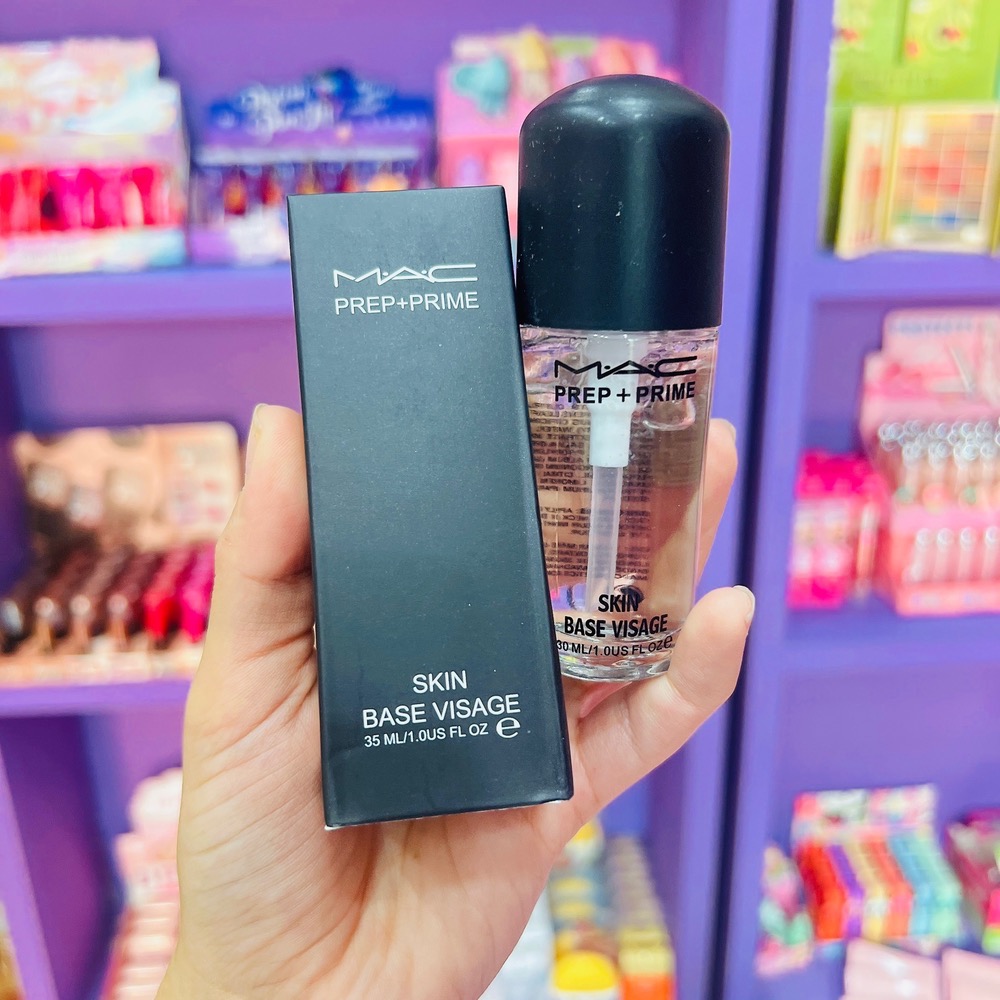 M·A·C
PREP+PRIME
SKIN
BASE VISAGE
35 ML/1.0US FL OZ e
M·A·C
PREP + PRIME
SKIN
BASE VISAGE
30 ML/1.0US FL OZ e